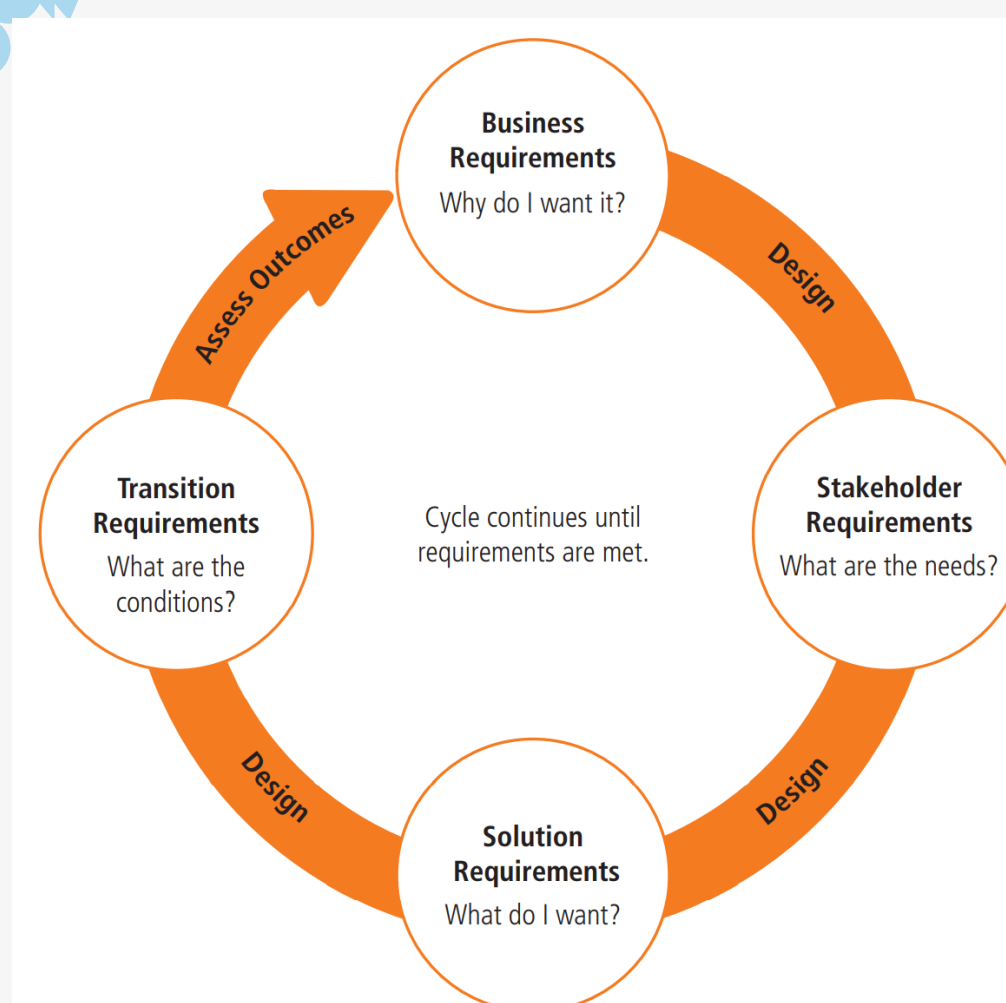 Business
Requirements
Why do I want it?
Design
Stakeholder
Requirements
What are the needs?
Design
Solution
Requirements
What do I want?
Design
Transition
Requirements
What are the
conditions?
Assess Outcomes
Cycle continues until
requirements are met.